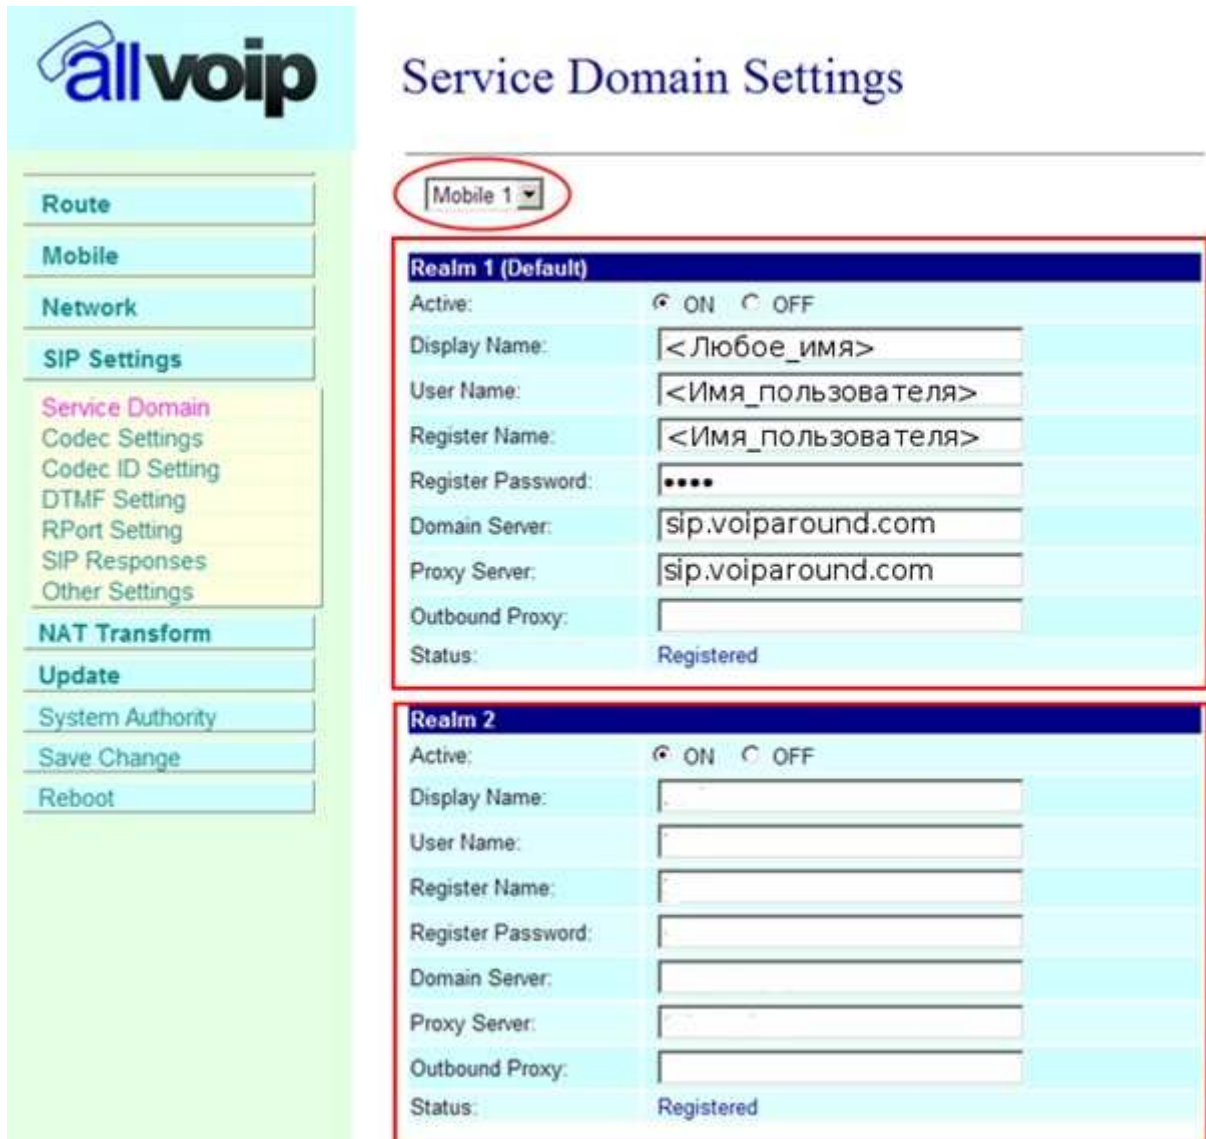 allvoip
Service Domain Settings
Mobile 1
Route
Mobile
Network
SIP Settings
Service Domain
Codec Settings
Codec ID Setting
DTMF Setting
RPort Setting
SIP Responses
Other Settings
NAT Transform
Update
System Authority
Save Change
Reboot
Realm 1 (Default)
Active: ON OFF
Display Name: <Любое_имя>
User Name: <Имя_пользователя>
Register Name: <Имя_пользователя>
Register Password: ••••
Domain Server: sip.voiparound.com
Proxy Server: sip.voiparound.com
Outbound Proxy:
Status: Registered
Realm 2
Active: ON OFF
Display Name:
User Name:
Register Name:
Register Password:
Domain Server:
Proxy Server:
Outbound Proxy:
Status: Registered